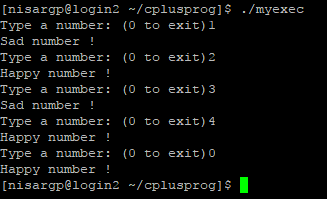 [nisargp@login2 ~/cplusprog]$ ./myexec
Type a number: (0 to exit)1
Sad number !
Type a number: (0 to exit)2
Happy number !
Type a number: (0 to exit)3
Sad number !
Type a number: (0 to exit)4
Happy number !
Type a number: (0 to exit)0
Happy number !
[nisargp@login2 ~/cplusprog]$